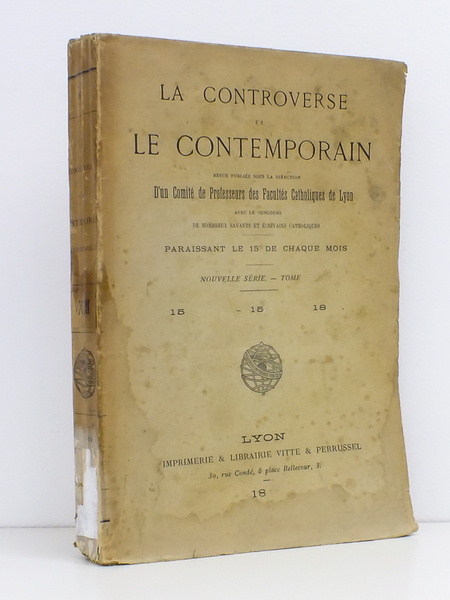 LA CONTROVERSE
ET
LE CONTEMPORAIN
REVUE PUBLIÉE SOUS LA DIRECTION
D'un Comité de Professeurs des Facultés Catholiques de Lyon
AVEC LE CONCOURS
DE NOMBREUX SAVANTS ET ÉCRIVAINS CATHOLIQUES
PARAISSANT LE 15 DE CHAQUE MOIS
NOUVELLE SÉRIE. — TOME
15 - 15 18
LYON
IMPRIMERIE & LIBRAIRIE VITTE & PERRUSSEL
30, rue Condé, & place Bellecour, 3
18